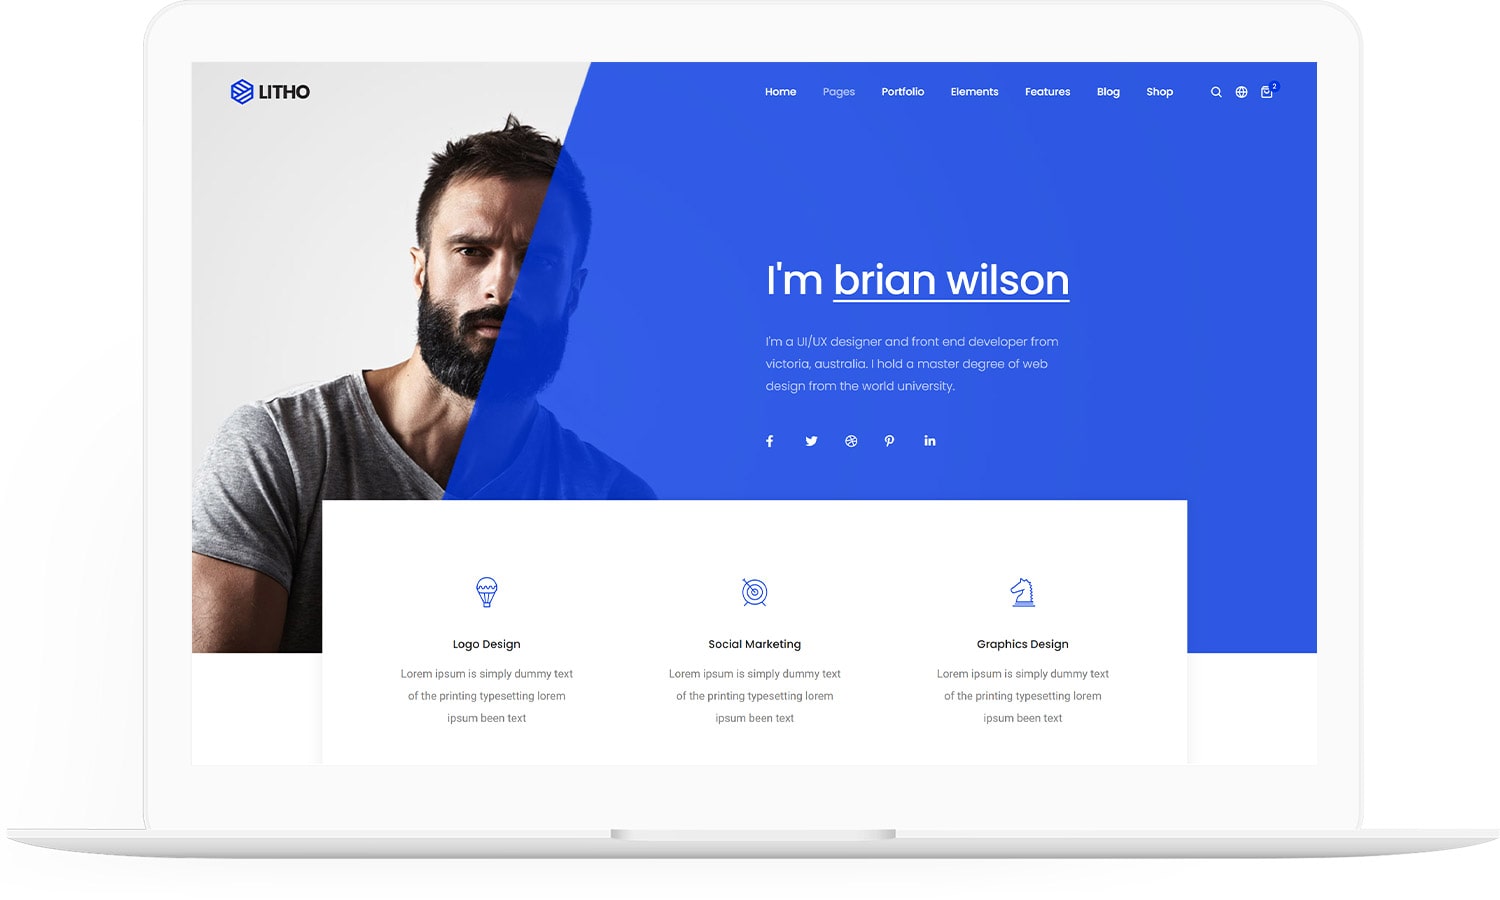 LITHO
Home Pages Portfolio Elements Features Blog Shop
2
I'm brian wilson
I'm a UI/UX designer and front end developer from
victoria, australia. I hold a master degree of web
design from the world university.
Logo Design
Lorem ipsum is simply dummy text
of the printing typesetting lorem
ipsum been text
Social Marketing
Lorem ipsum is simply dummy text
of the printing typesetting lorem
ipsum been text
Graphics Design
Lorem ipsum is simply dummy text
of the printing typesetting lorem
ipsum been text